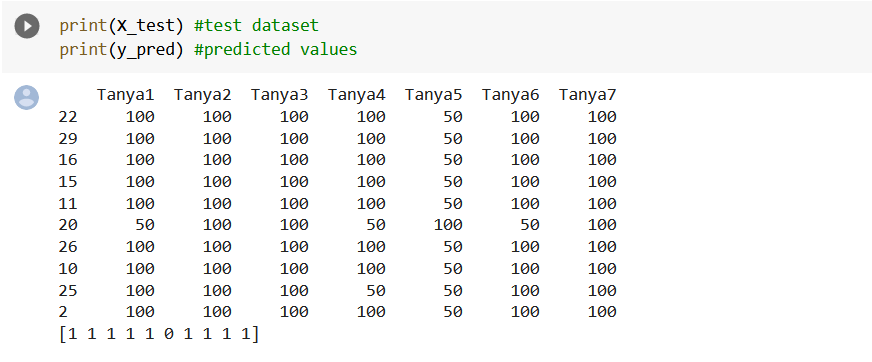 print(X_test) #test dataset
print(y_pred) #predicted values
Tanya1 Tanya2 Tanya3 Tanya4 Tanya5 Tanya6 Tanya7
22 100 100 100 100 50 100 100
29 100 100 100 100 50 100 100
16 100 100 100 100 50 100 100
15 100 100 100 100 50 100 100
11 100 100 100 100 50 100 100
20 50 100 100 50 100 50 100
26 100 100 100 100 50 100 100
10 100 100 100 100 50 100 100
25 100 100 100 50 50 100 100
2 100 100 100 100 50 100 100
[1 1 1 1 1 0 1 1 1 1]